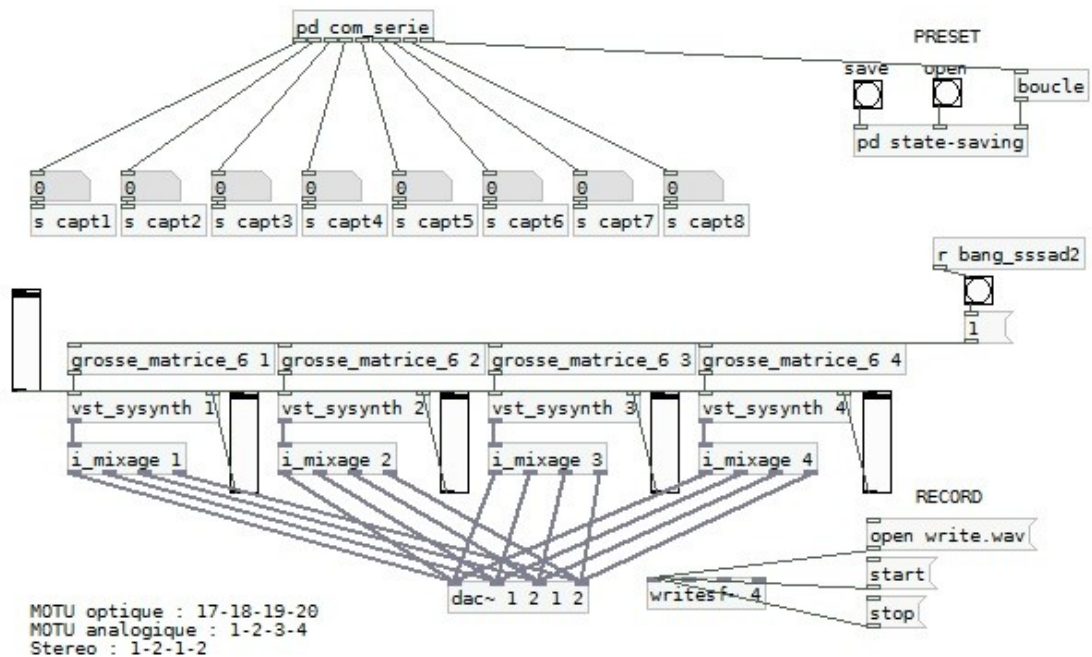 pd com_serie
PRESET
save open
boucle
pd state-saving
0 0 0 0 0 0 0 0
s capt1 s capt2 s capt3 s capt4 s capt5 s capt6 s capt7 s capt8
r bang_sssad2
1
grosse_matrice_6 1 grosse_matrice_6 2 grosse_matrice_6 3 grosse_matrice_6 4
vst_sysynth 1 vst_sysynth 2 vst_sysynth 3 vst_sysynth 4
i_mixage 1 i_mixage 2 i_mixage 3 i_mixage 4
RECORD
open write.wav
start
dac~ 1 2 1 2 writesf~ 4
stop
MOTU optique : 17-18-19-20
MOTU analogique : 1-2-3-4
Stereo : 1-2-1-2